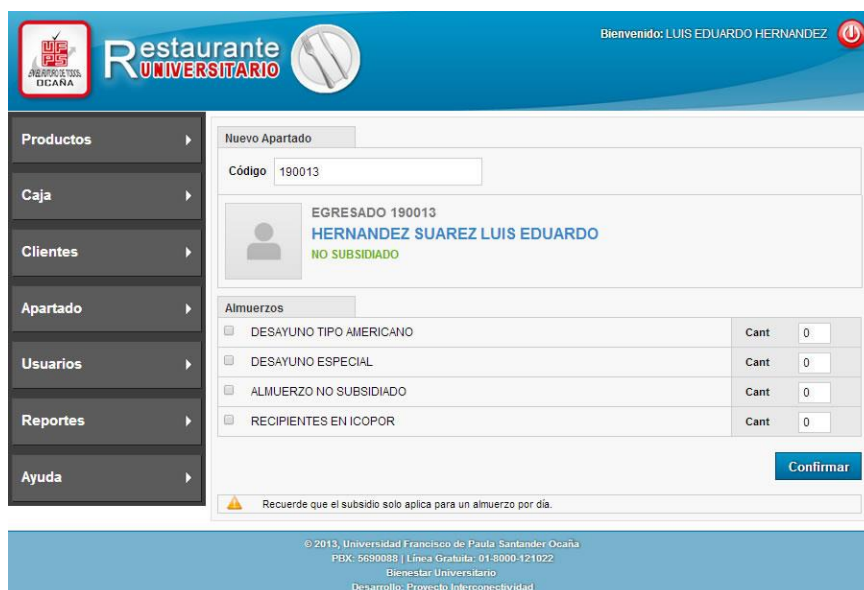 UFPS
OCAÑA
Restaurante
UNIVERSITARIO
Bienvenido: LUIS EDUARDO HERNANDEZ
Productos
Caja
Clientes
Apartado
Usuarios
Reportes
Ayuda
Nuevo Apartado
Código 190013
EGRESADO 190013
HERNANDEZ SUAREZ LUIS EDUARDO
NO SUBSIDIADO
Almuerzos
DESAYUNO TIPO AMERICANO Cant 0
DESAYUNO ESPECIAL Cant 0
ALMUERZO NO SUBSIDIADO Cant 0
RECIPIENTES EN ICOPOR Cant 0
Confirmar
Recuerde que el subsidio solo aplica para un almuerzo por día.
© 2013, Universidad Francisco de Paula Santander Ocaña
PBX: 5690088 | Línea Gratuita: 01-8000-121022
Bienestar Universitario
Desarrollo: Proyecto Interconectividad